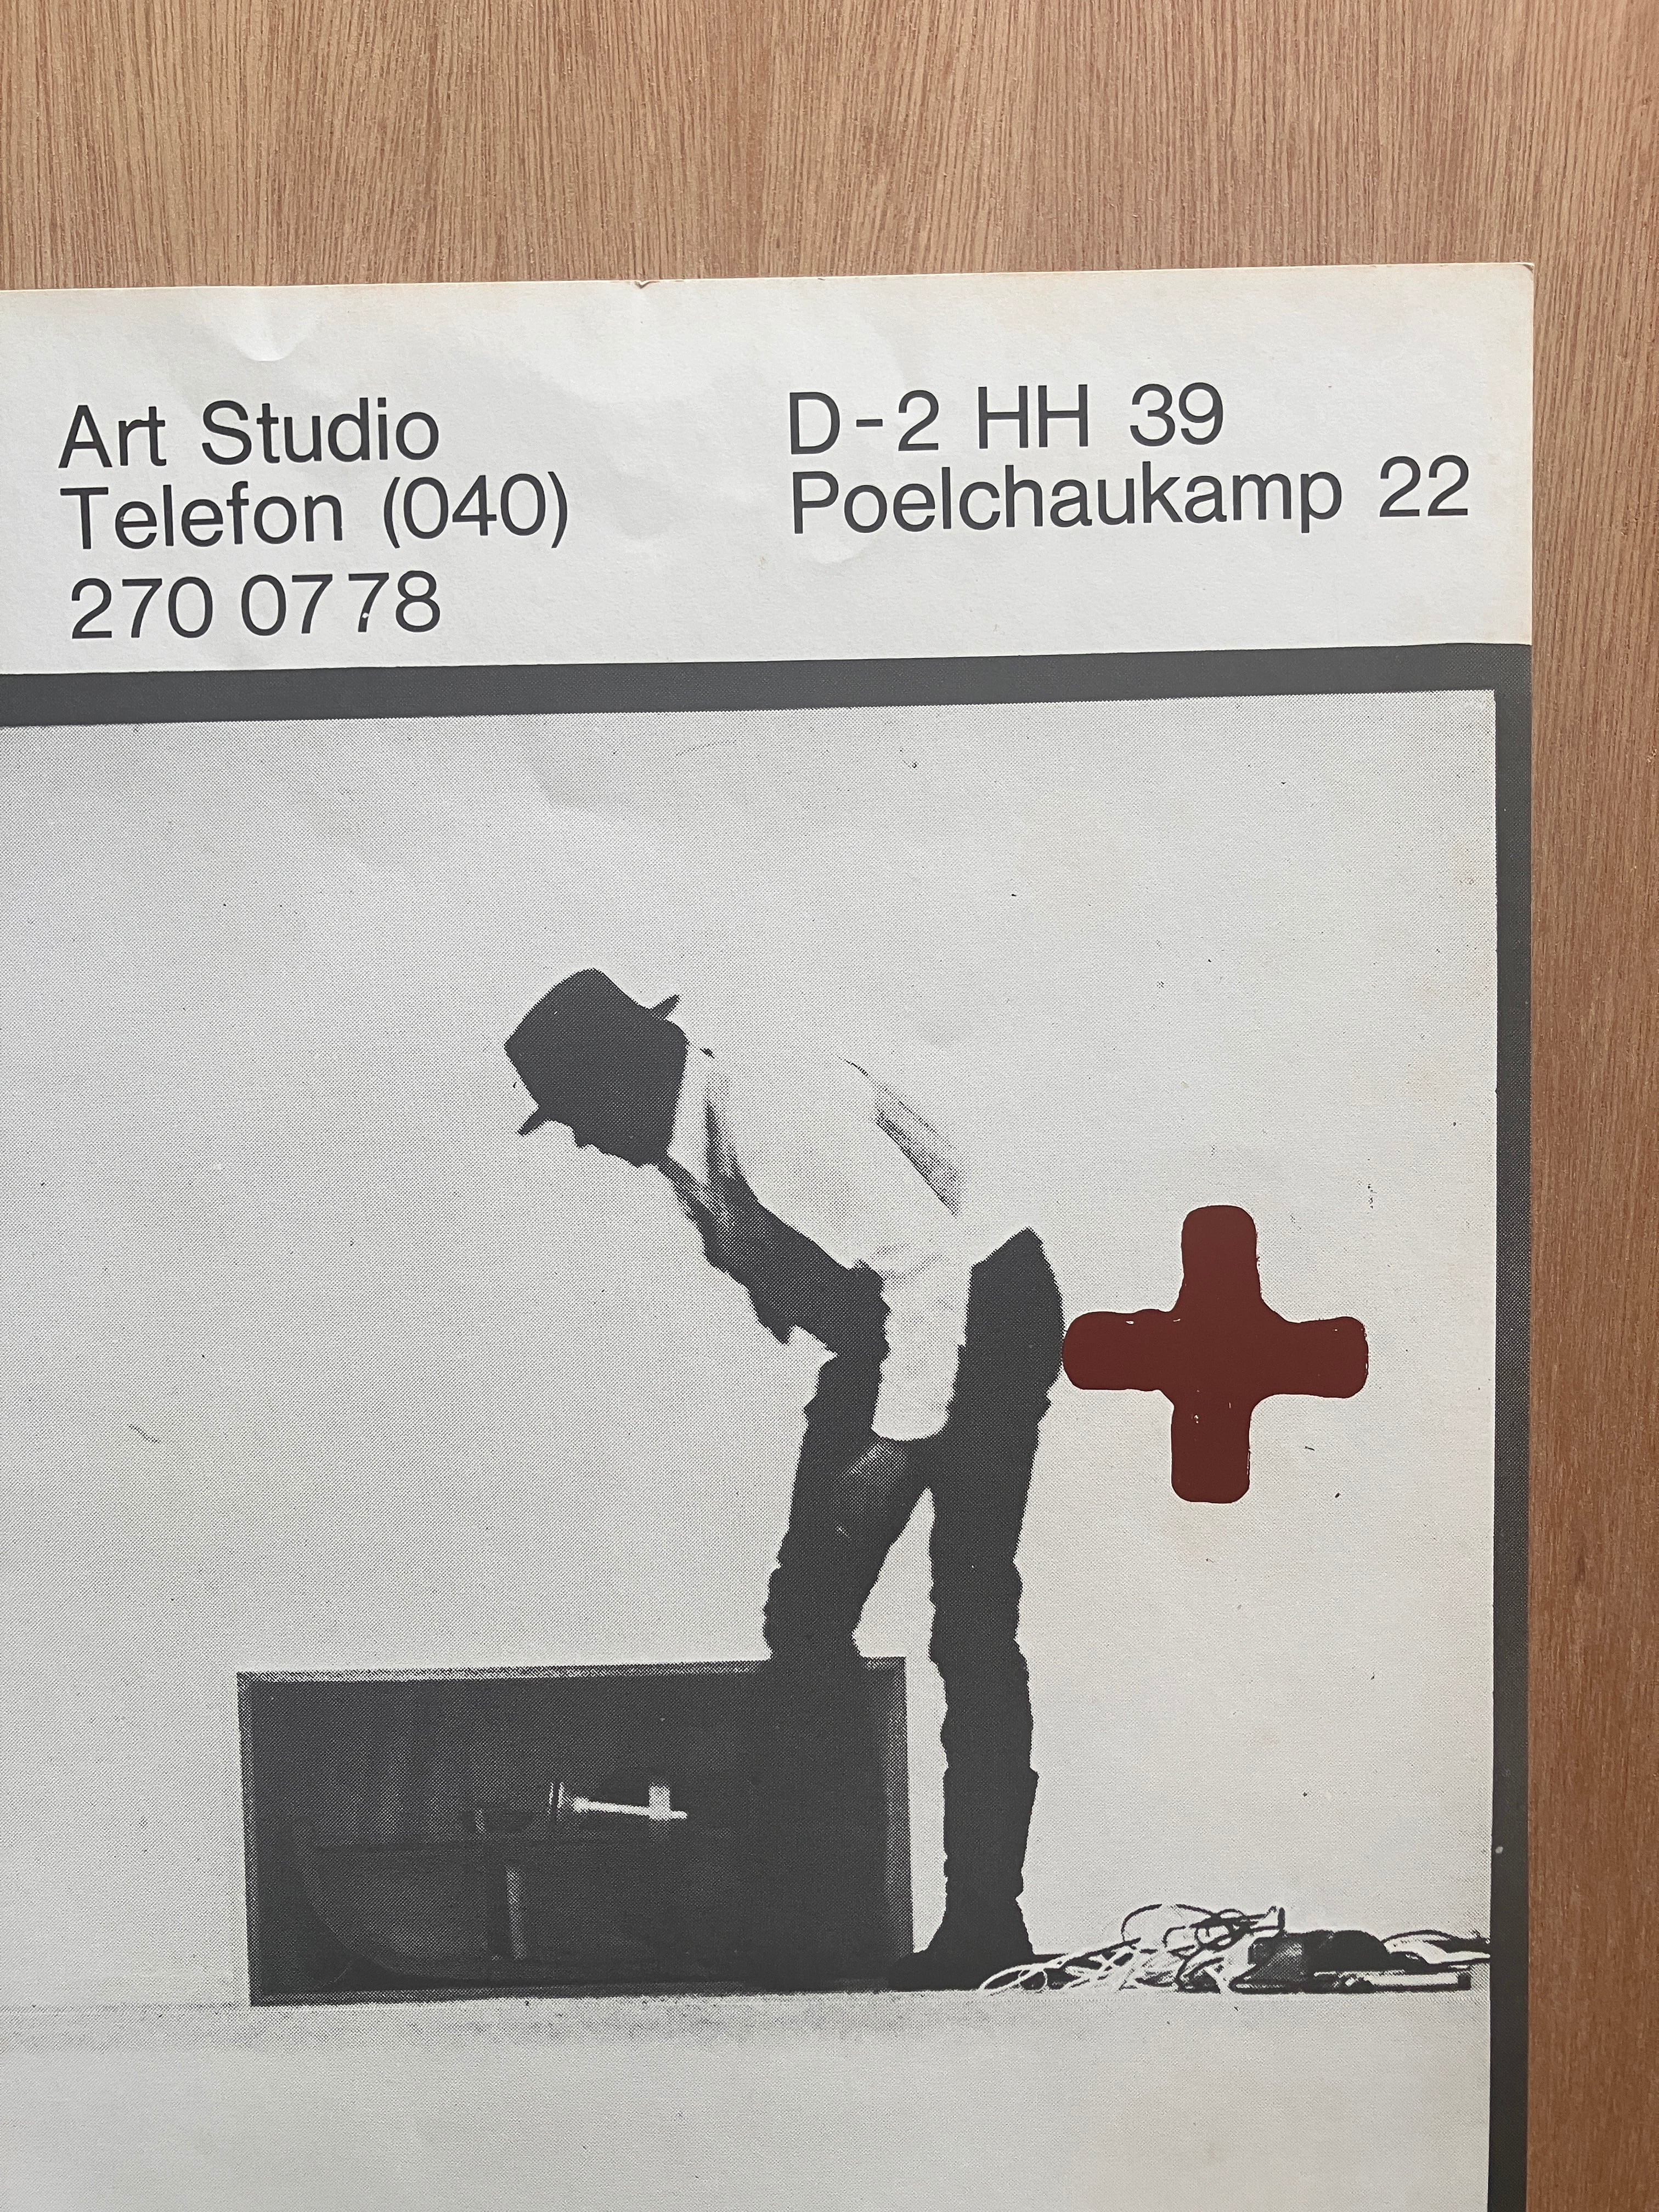 Art Studio
Telefon (040)
270 07 78
D-2 HH 39
Poelchaukamp 22